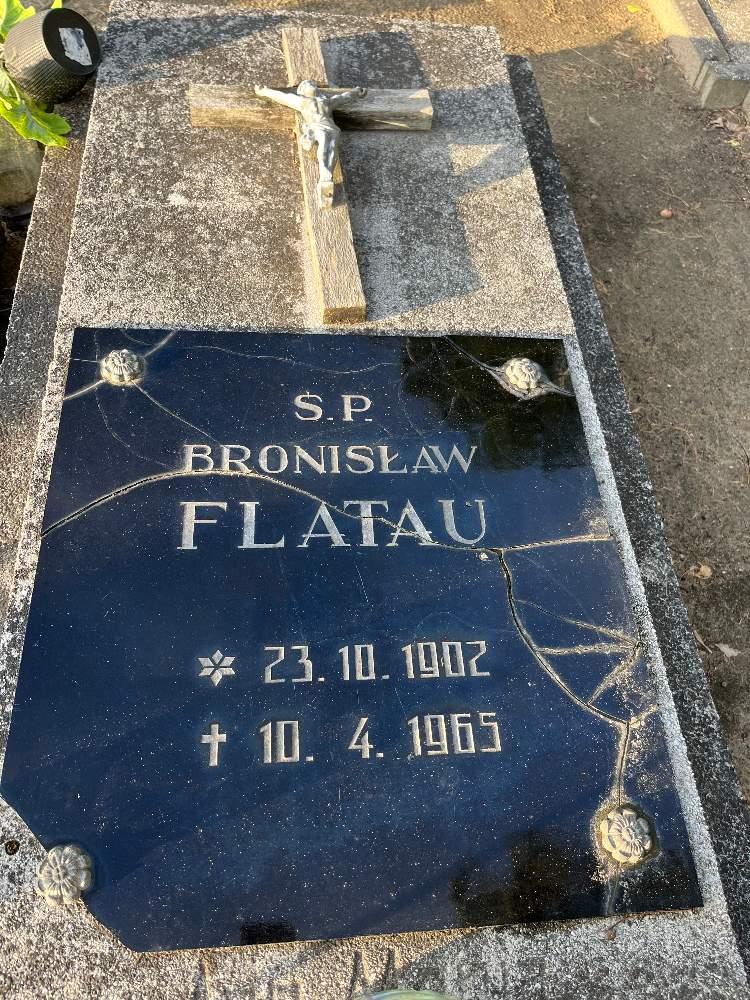 S.P.
BRONISŁAW
FLATAU
* 23.10.1902
✝ 10. 4.1965